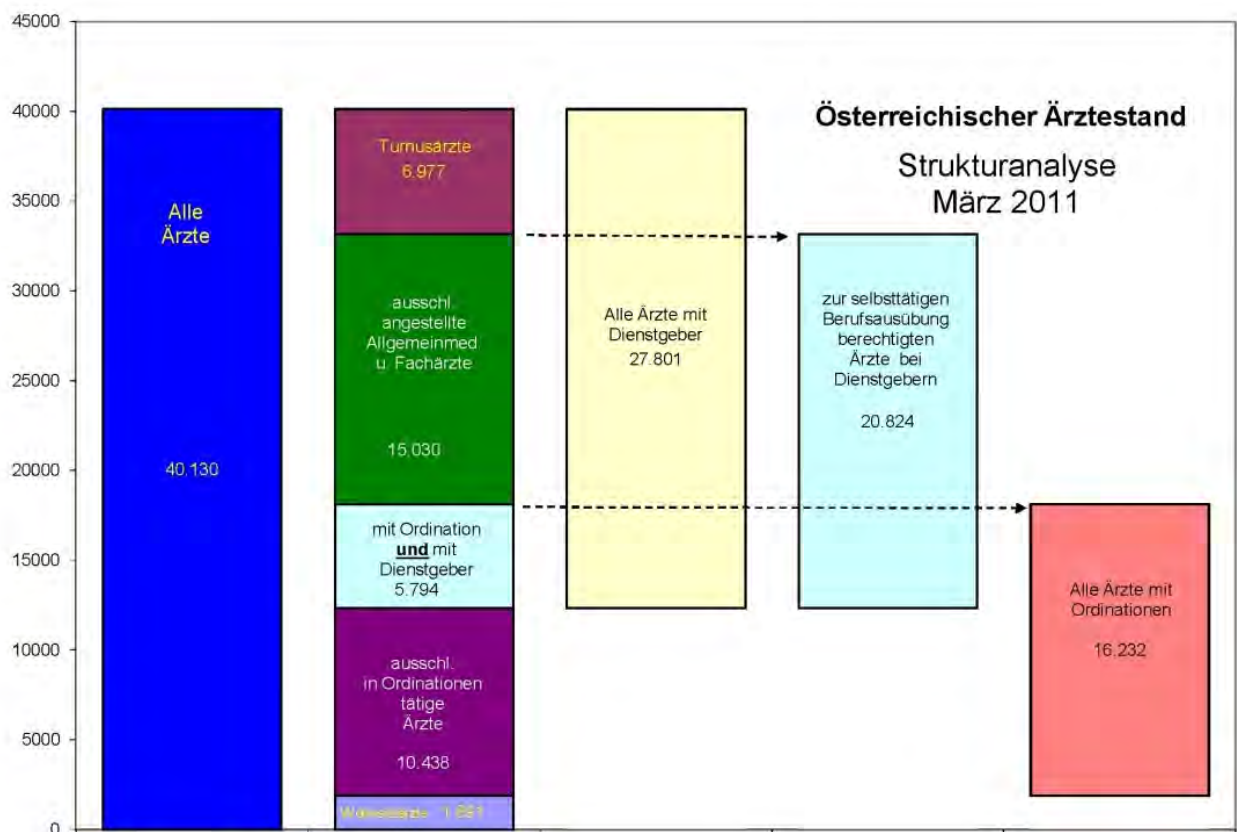 45000
40000
35000
30000
25000
20000
15000
10000
5000
0
Österreichischer Ärztestand
Strukturanalyse
März 2011
Alle
Ärzte
40.130
Turnusärzte
6.977
ausschl.
angestellte
Allgemeinmed
u. Fachärzte
15.030
mit Ordination
und mit
Dienstgeber
5.794
ausschl.
in Ordinationen
tätige
Ärzte
10.438
Alle Ärzte mit
Dienstgeber
27.801
zur selbsttätigen
Berufsausübung
berechtigten
Ärzte bei
Dienstgebern
20.824
Alle Ärzte mit
Ordinationen
16.232